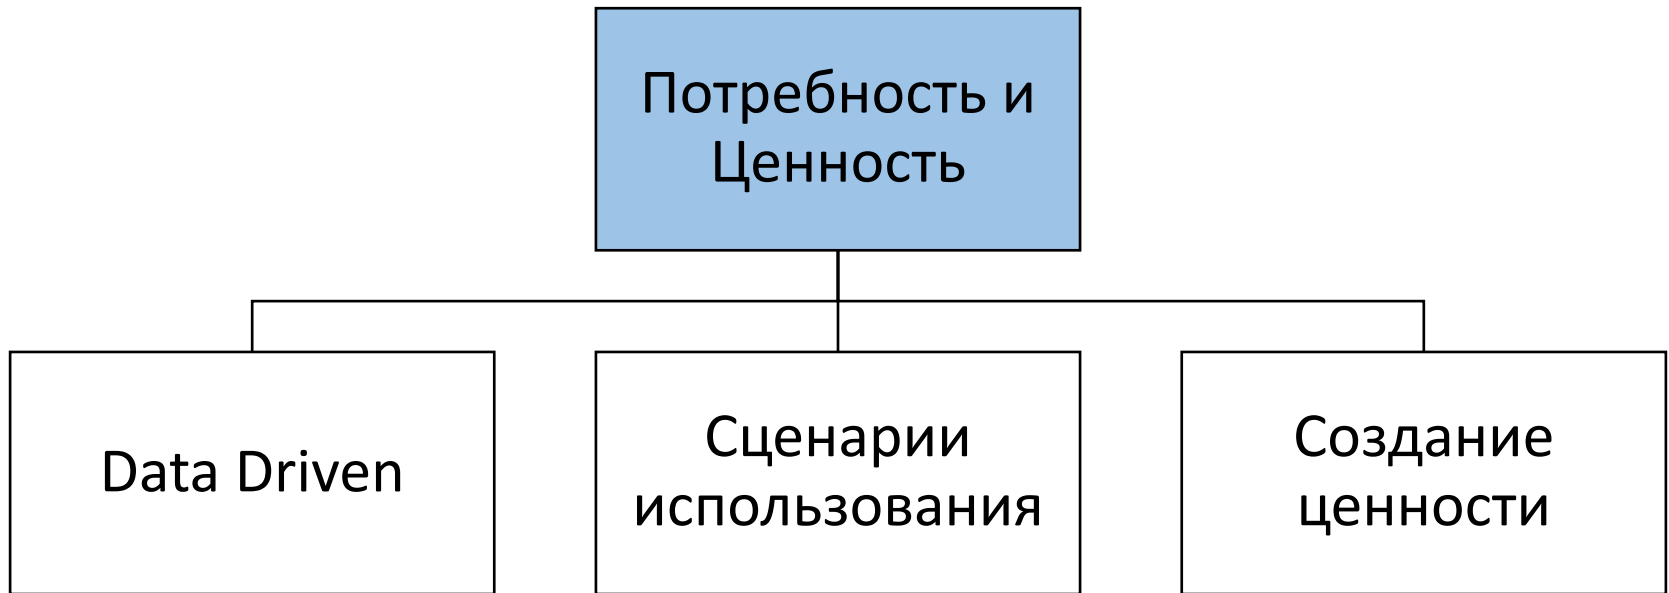 Потребность и
Ценность
Data Driven
Сценарии
использования
Создание
ценности